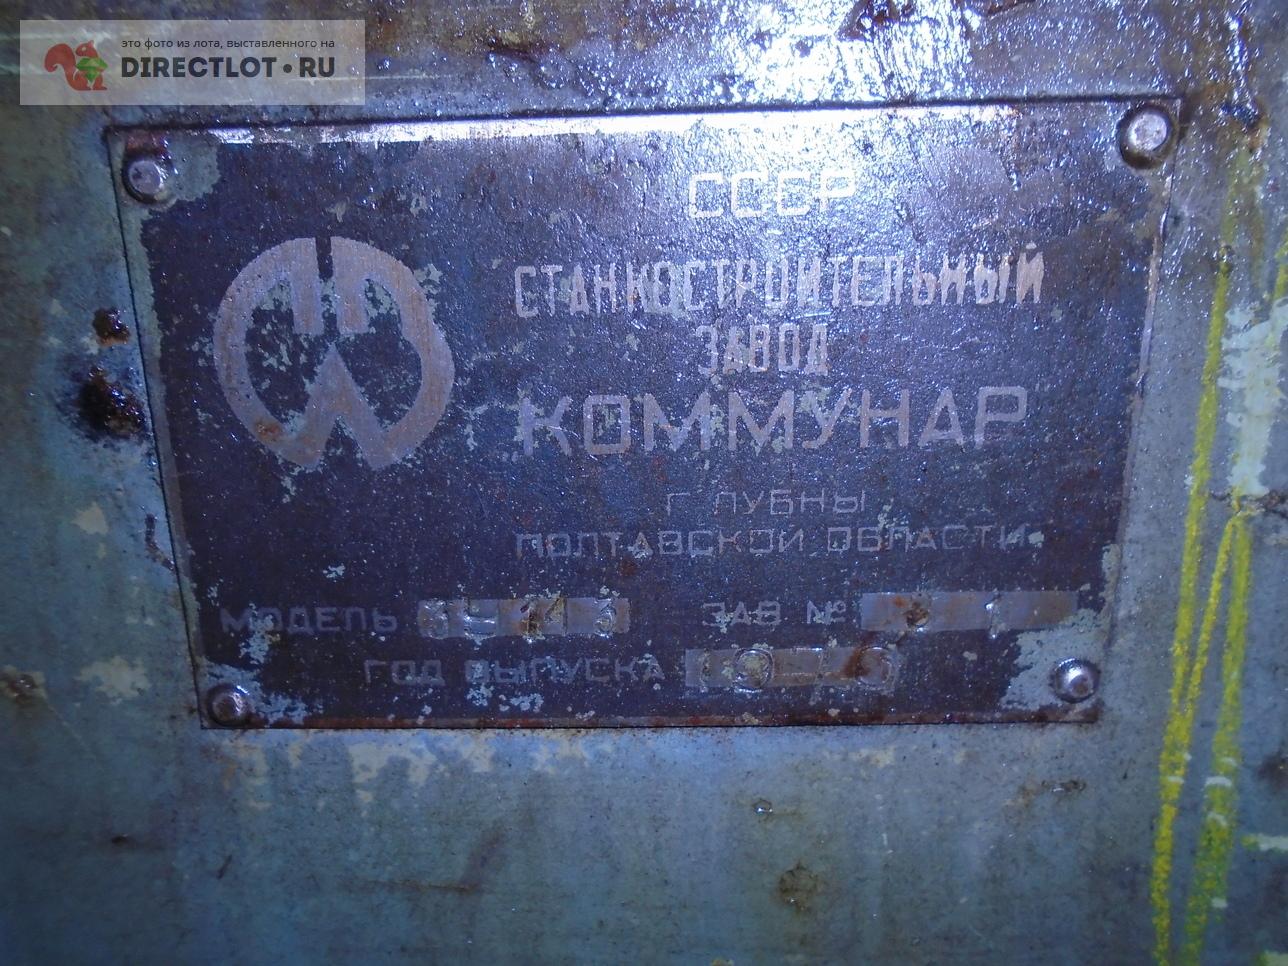 это фото из лота, выставленного на
DIRECTLOT.RU
СССР
СТАНКОСТРОИТЕЛЬНЫЙ
ЗАВОД
„КОММУНАР"
Г ЛУБНЫ
ПОЛТАВСКОЙ ОБЛАСТИ
МОДЕЛЬ ЗАВ №
ГОД ВЫПУСКА